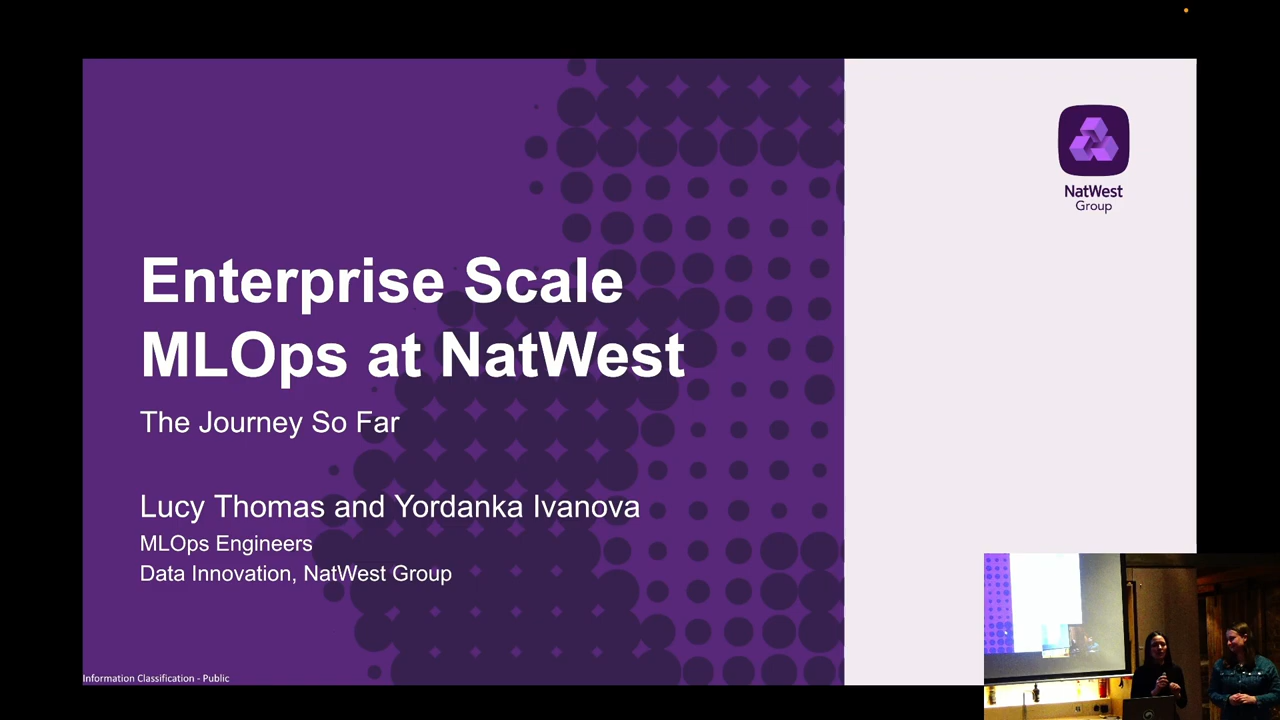 NatWest
Group
Enterprise Scale
MLOps at NatWest
The Journey So Far
Lucy Thomas and Yordanka Ivanova
MLOps Engineers
Data Innovation, NatWest Group
Information Classification - Public